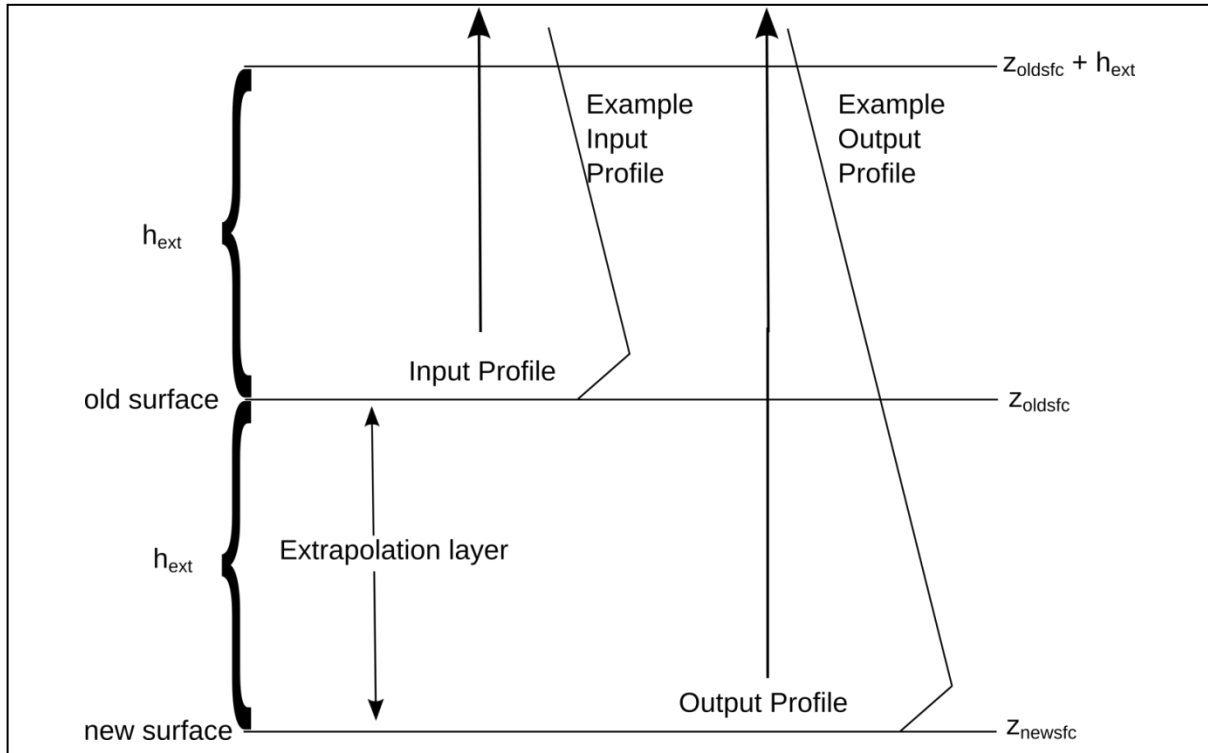 z_oldsfc + h_ext
Example
Input
Profile
Example
Output
Profile
h_ext
Input Profile
old surface
z_oldsfc
h_ext
Extrapolation layer
Output Profile
new surface
z_newsfc